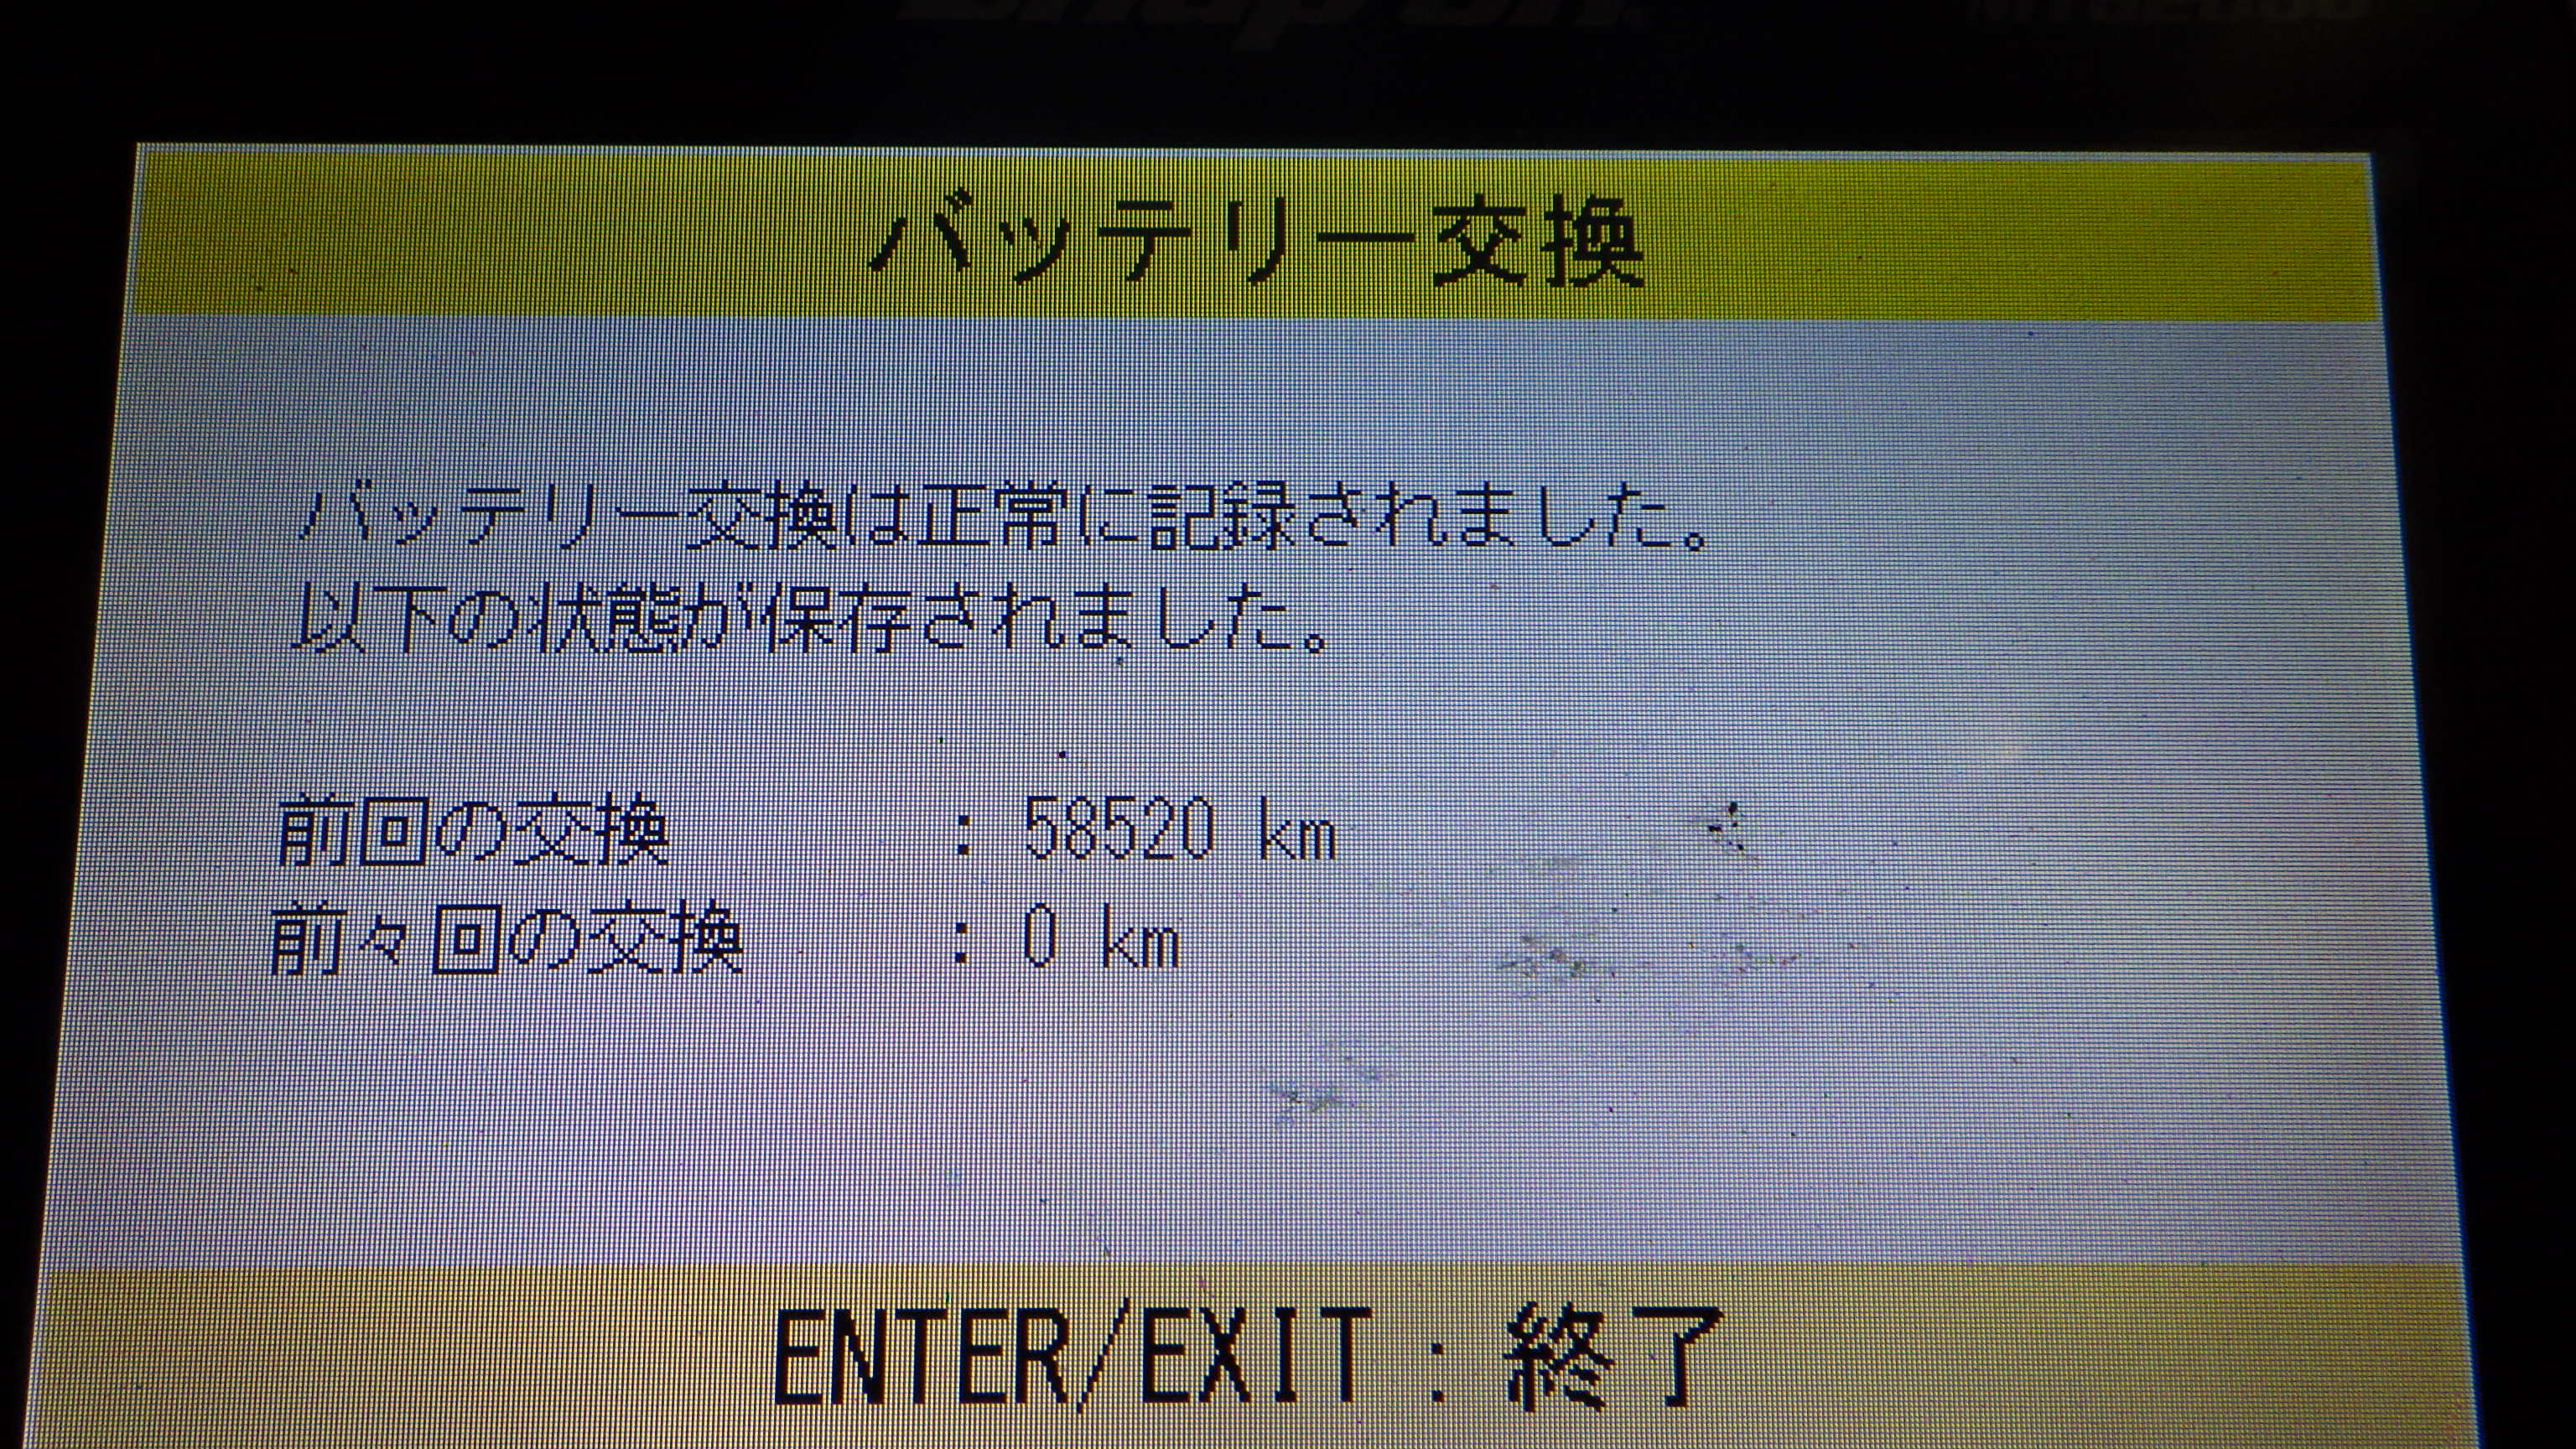 Snap-on
バッテリー交換
バッテリー交換は正常に記録されました。
以下の状態が保存されました。
前回の交換 : 58520 km
前々回の交換 : 0 km
ENTER/EXIT : 終了